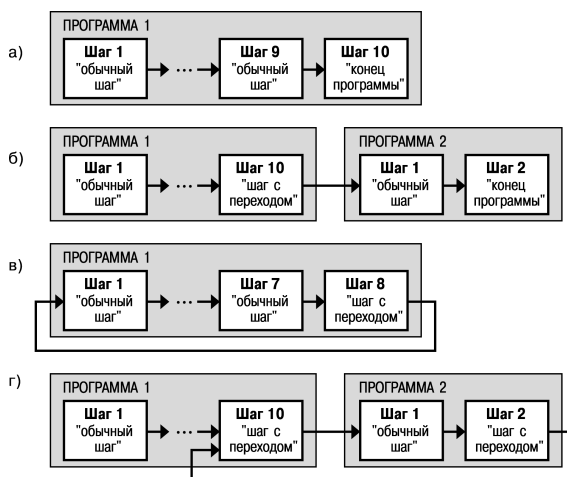 а)
ПРОГРАММА 1
Шаг 1
"обычный
шаг"
...
Шаг 9
"обычный
шаг"
Шаг 10
"конец
программы"
б)
ПРОГРАММА 1
Шаг 1
"обычный
шаг"
...
Шаг 10
"шаг с
переходом"
ПРОГРАММА 2
Шаг 1
"обычный
шаг"
Шаг 2
"конец
программы"
в)
ПРОГРАММА 1
Шаг 1
"обычный
шаг"
...
Шаг 7
"обычный
шаг"
Шаг 8
"шаг с
переходом"
г)
ПРОГРАММА 1
Шаг 1
"обычный
шаг"
...
Шаг 10
"шаг с
переходом"
ПРОГРАММА 2
Шаг 1
"обычный
шаг"
Шаг 2
"шаг с
переходом"